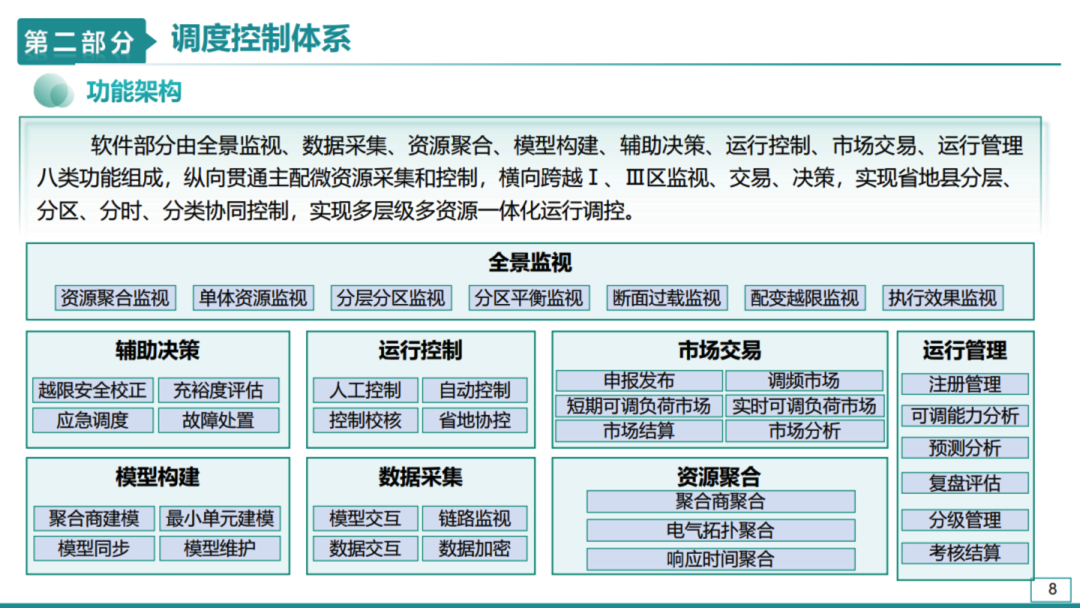 第二部分 调度控制体系
功能架构
软件部分由全景监视、数据采集、资源聚合、模型构建、辅助决策、运行控制、市场交易、运行管理
八类功能组成，纵向贯通主配微资源采集和控制，横向跨越Ⅰ、Ⅲ区监视、交易、决策，实现省地县分层、
分区、分时、分类协同控制，实现多层级多资源一体化运行调控。
全景监视
资源聚合监视 单体资源监视 分层分区监视 分区平衡监视 断面过载监视 配变越限监视 执行效果监视
辅助决策
越限安全校正 充裕度评估
应急调度 故障处置
运行控制
人工控制 自动控制
控制校核 省地协控
市场交易
申报发布 调频市场
短期可调负荷市场 实时可调负荷市场
市场结算 市场分析
运行管理
注册管理
可调能力分析
预测分析
复盘评估
分级管理
考核结算
模型构建
聚合商建模 最小单元建模
模型同步 模型维护
数据采集
模型交互 链路监视
数据交互 数据加密
资源聚合
聚合商聚合
电气拓扑聚合
响应时间聚合
8